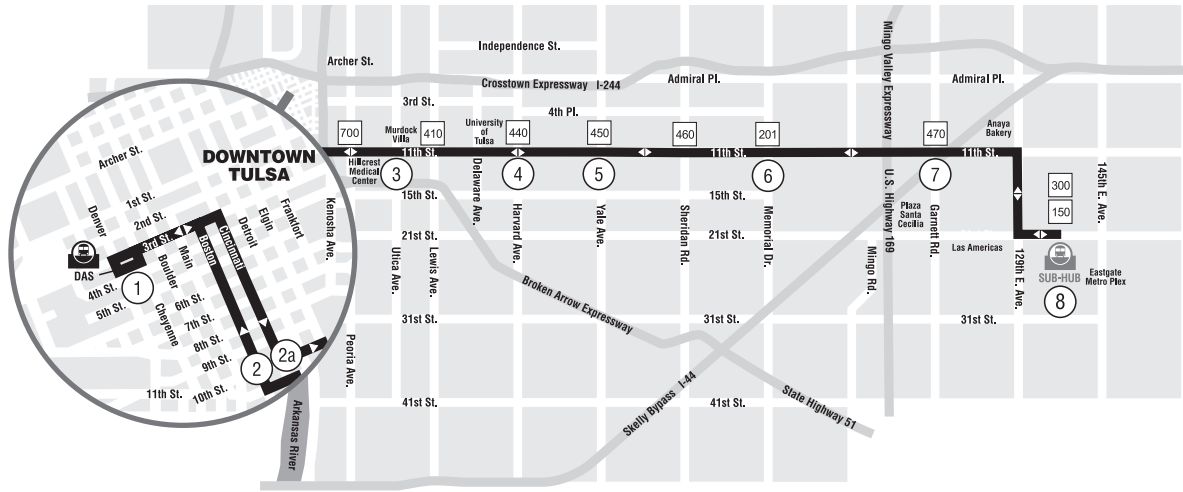 Independence St.
Archer St.
Crosstown Expressway I-244
Admiral Pl.
Admiral Pl.
Mingo Valley Expressway
3rd St.
4th Pl.
700
Murdock
Villa
410
University
of
Tulsa
440
450
460
201
470
Anaya
Bakery
11th St.
11th St.
11th St.
Hillcrest
Medical
Center
3
4
5
6
7
15th St.
15th St.
Delaware Ave.
Plaza
Santa
Cecilia
300
150
145th E. Ave.
21st St.
21st St.
Las Americas
Kenosha Ave.
Utica Ave.
Lewis Ave.
Harvard Ave.
Yale Ave.
Sheridan Rd.
Memorial Dr.
Mingo Rd.
U.S. Highway 169
Garnett Rd.
129th E. Ave.
SUB-HUB
Eastgate
Metro Plex
8
Broken Arrow Expressway
31st St.
31st St.
31st St.
Peoria Ave.
41st St.
41st St.
Skelly Bypass I-44
State Highway 51
Arkansas River
DOWNTOWN
TULSA
Archer St.
1st St.
2nd St.
3rd St.
Denver
DAS
1
4th St.
5th St.
Boulder
Main
Boston
Cincinnati
Detroit
Elgin
Frankfort
Cheyenne
6th St.
7th St.
8th St.
9th St.
10th St.
11th St.
2
2a